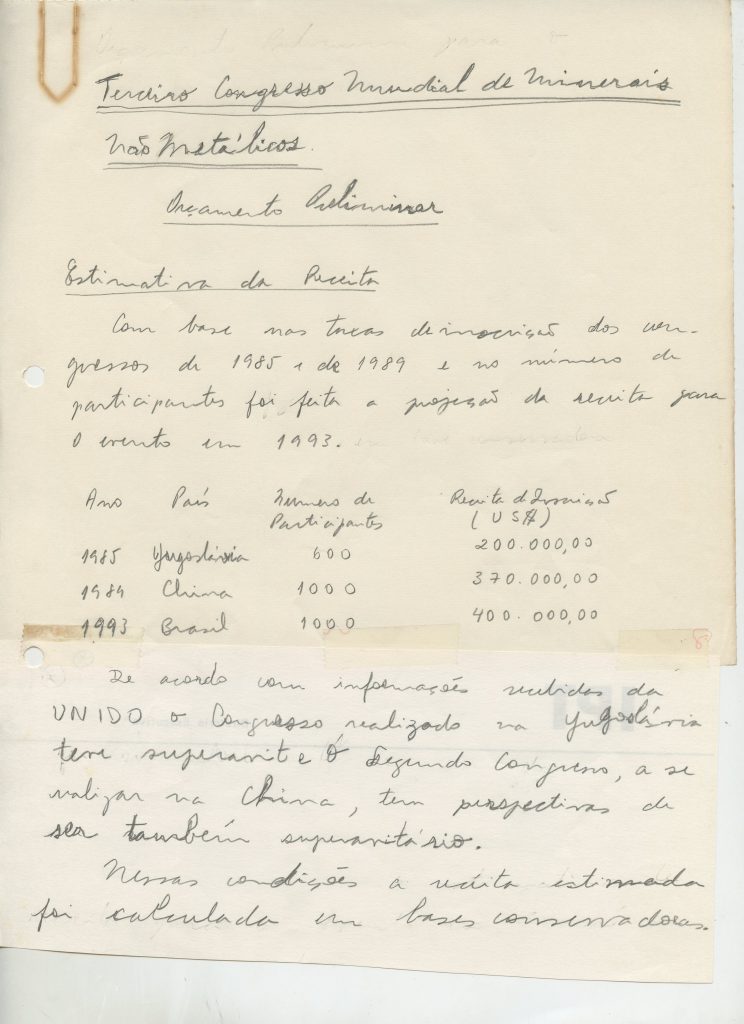 Terceiro Congresso Mundial de Minerais
Não Metálicos.
Orçamento Preliminar
Estimativa da Receita
Com base nas taxas de inscrição dos con-
gressos de 1985 e de 1989 e no número de
participantes foi feita a projeção da receita para
o evento em 1993.
Ano País Número de Participantes Receita d Inscrição (US$)
1985 Yugoslávia 600 200.000,00
1989 China 1000 370.000,00
1993 Brasil 1000 400.000,00
De acordo com informações recebidas da
UNIDO o Congresso realizado na Yugoslávia
teve superavit e o Segundo Congresso, a se
realizar na China, tem perspectivas de
ser também superavitário.
Nessas condições a receita estimada
foi calculada em bases conservadoras.